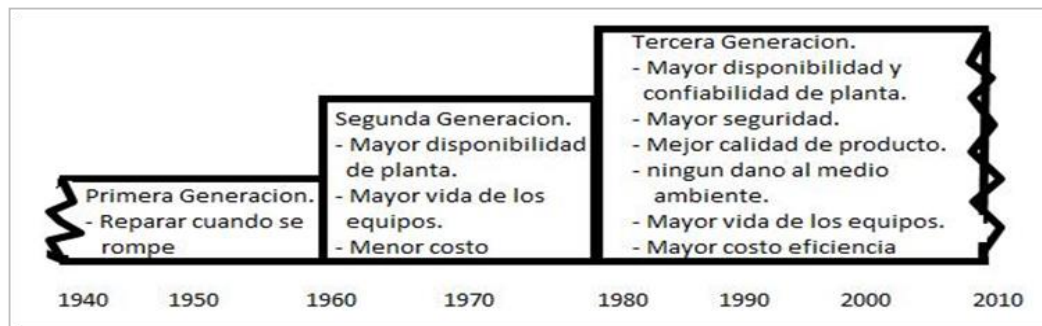 Primera Generacion.
- Reparar cuando se
rompe
Segunda Generacion.
- Mayor disponibilidad
de planta.
- Mayor vida de los
equipos.
- Menor costo
Tercera Generacion.
- Mayor disponibilidad y
confiabilidad de planta.
- Mayor seguridad.
- Mejor calidad de producto.
- ningun dano al medio
ambiente.
- Mayor vida de los equipos.
- Mayor costo eficiencia
1940 1950 1960 1970 1980 1990 2000 2010